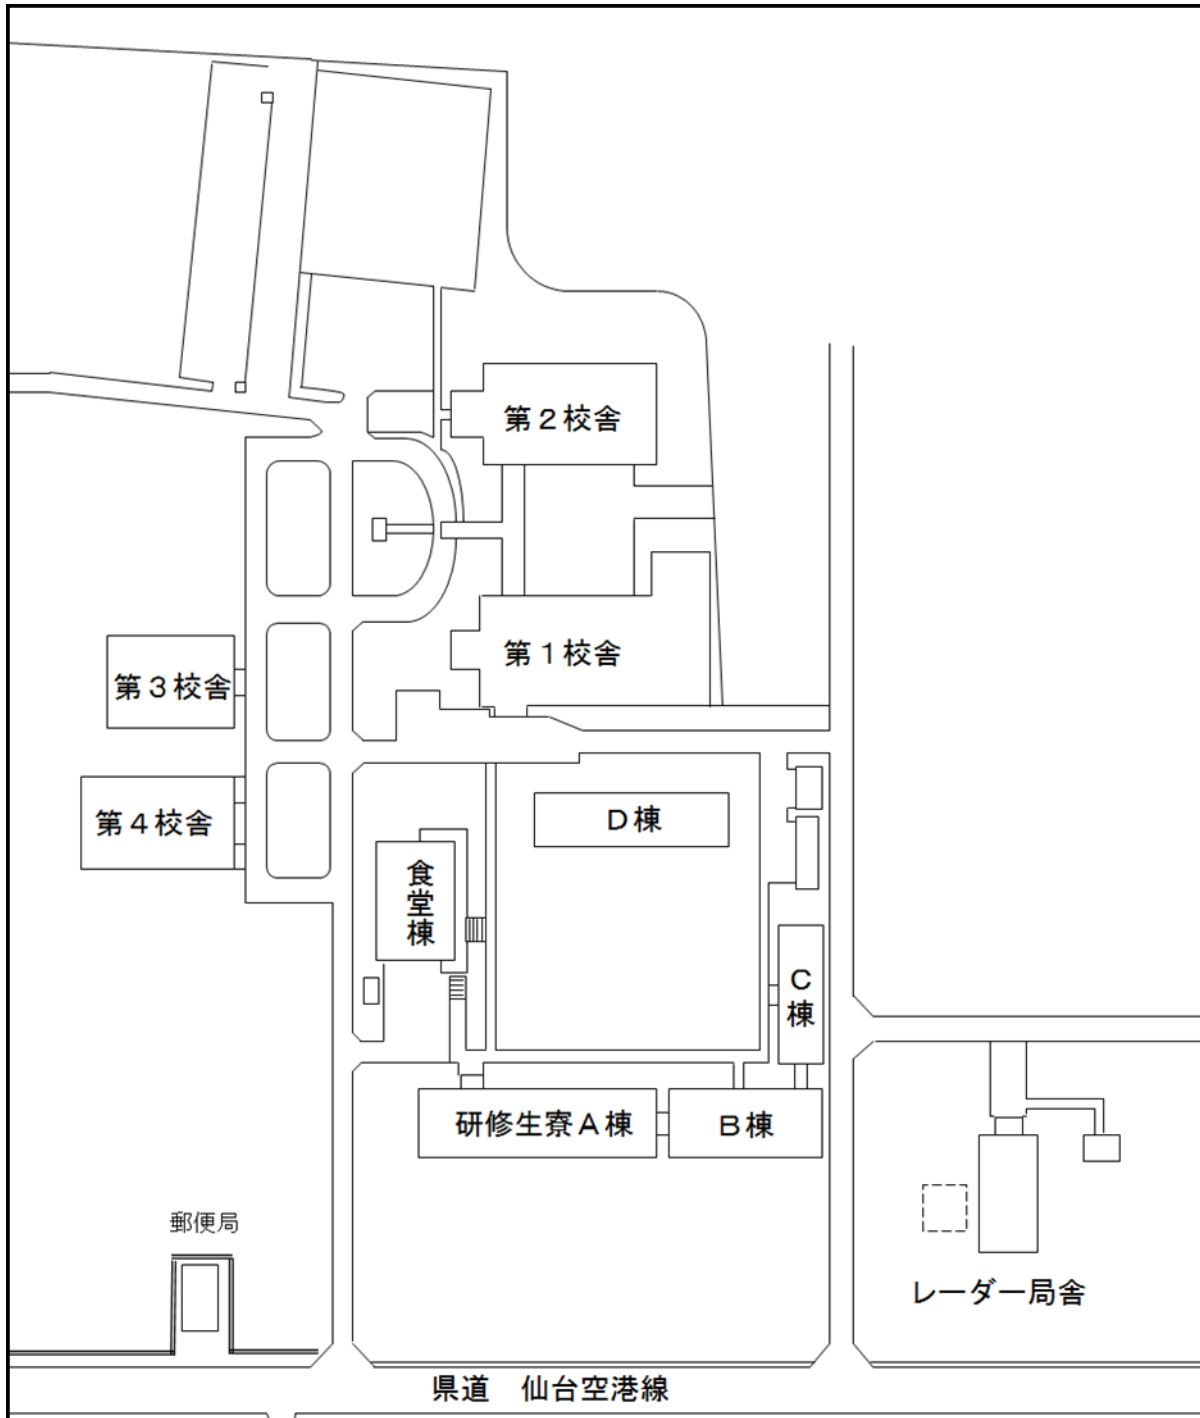 第２校舎
第１校舎
第３校舎
第４校舎
Ｄ棟
食堂棟
Ｃ棟
研修生寮Ａ棟
Ｂ棟
郵便局
レーダー局舎
県道　仙台空港線